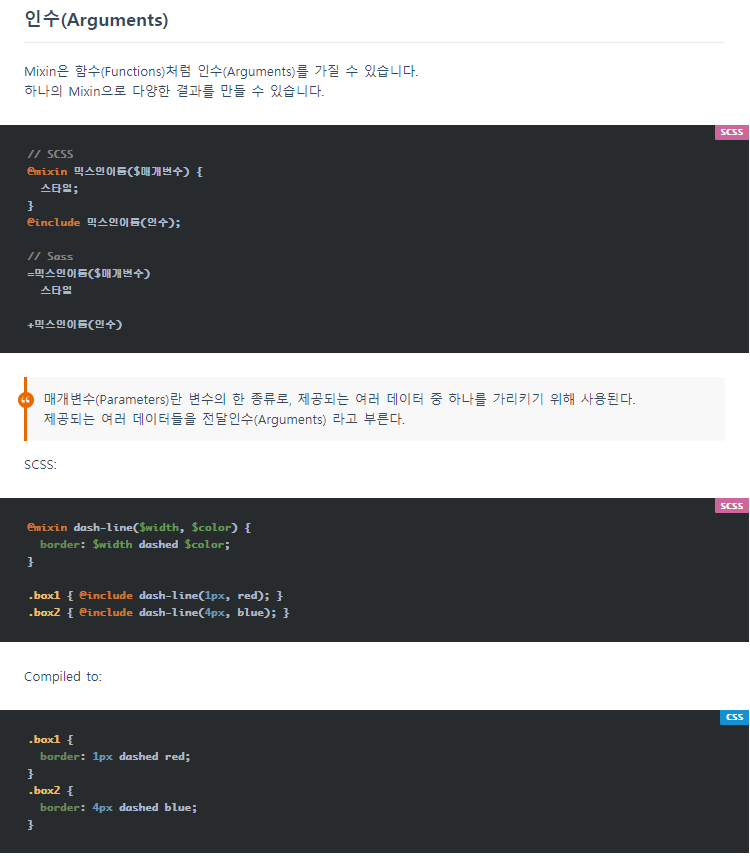 인수(Arguments)
Mixin은 함수(Functions)처럼 인수(Arguments)를 가질 수 있습니다.
하나의 Mixin으로 다양한 결과를 만들 수 있습니다.
SCSS
// SCSS
@mixin 믹스인이름($매개변수) {
  스타일;
}
@include 믹스인이름(인수);
// Sass
=믹스인이름($매개변수)
  스타일
+믹스인이름(인수)
매개변수(Parameters)란 변수의 한 종류로, 제공되는 여러 데이터 중 하나를 가리키기 위해 사용된다.
제공되는 여러 데이터들을 전달인수(Arguments) 라고 부른다.
SCSS:
SCSS
@mixin dash-line($width, $color) {
  border: $width dashed $color;
}
.box1 { @include dash-line(1px, red); }
.box2 { @include dash-line(4px, blue); }
Compiled to:
CSS
.box1 {
  border: 1px dashed red;
}
.box2 {
  border: 4px dashed blue;
}